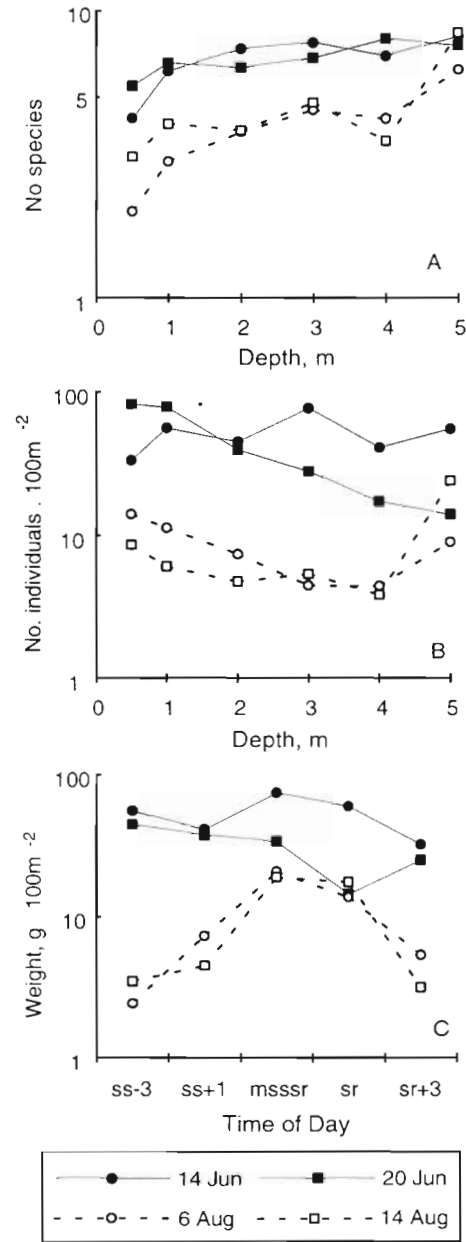 10
5
No species
A
1
0 1 2 3 4 5
Depth, m
100
10
No. individuals . 100m⁻²
B
1
0 1 2 3 4 5
Depth, m
100
10
Weight, g 100m⁻²
C
1
ss-3 ss+1 msssr sr sr+3
Time of Day
14 Jun 20 Jun
6 Aug 14 Aug